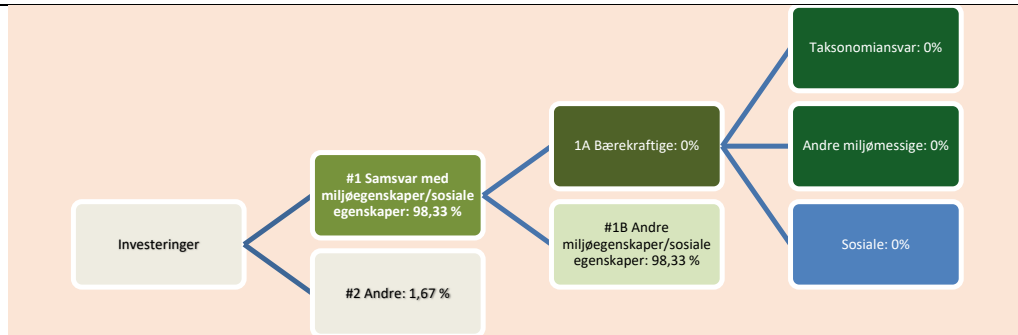 Investeringer
#1 Samsvar med
miljøegenskaper/sosiale
egenskaper: 98,33 %
#2 Andre: 1,67 %
1A Bærekraftige: 0%
#1B Andre
miljøegenskaper/sosiale
egenskaper: 98,33 %
Taksonomiansvar: 0%
Andre miljømessige: 0%
Sosiale: 0%